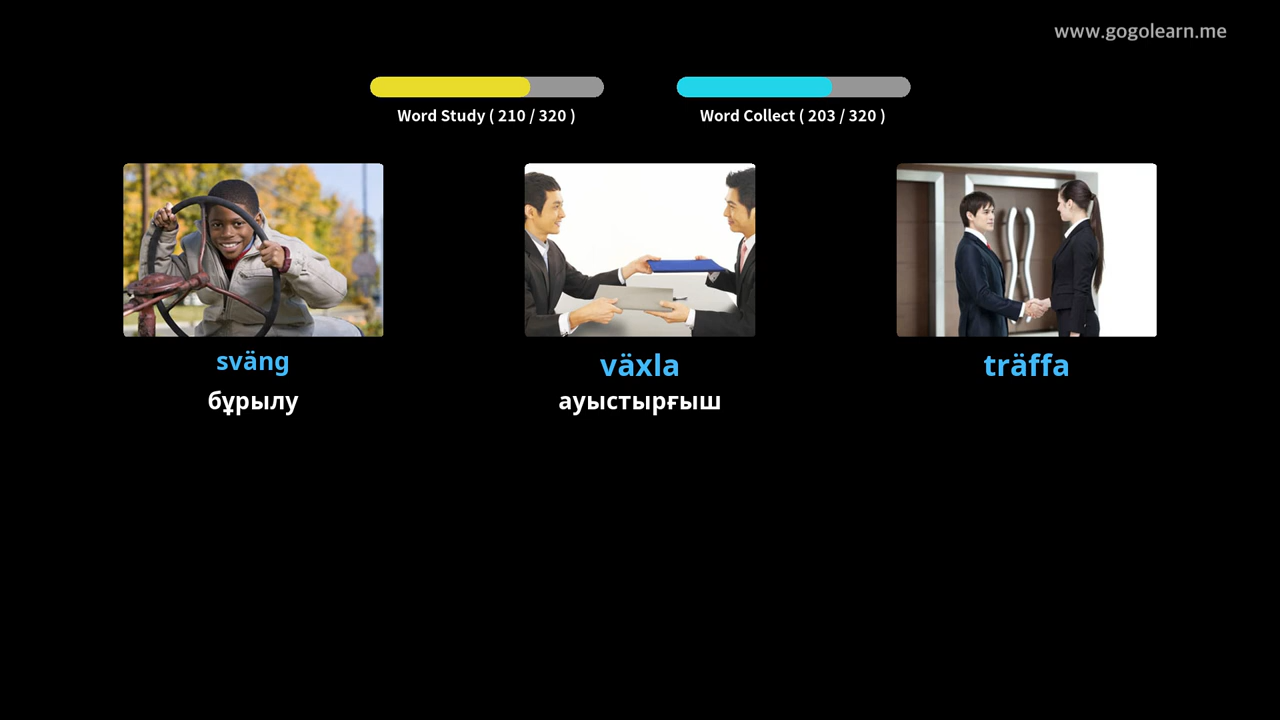 www.gogolearn.me
Word Study ( 210 / 320 )
Word Collect ( 203 / 320 )
sväng
växla
träffa
бұрылу
ауыстырғыш